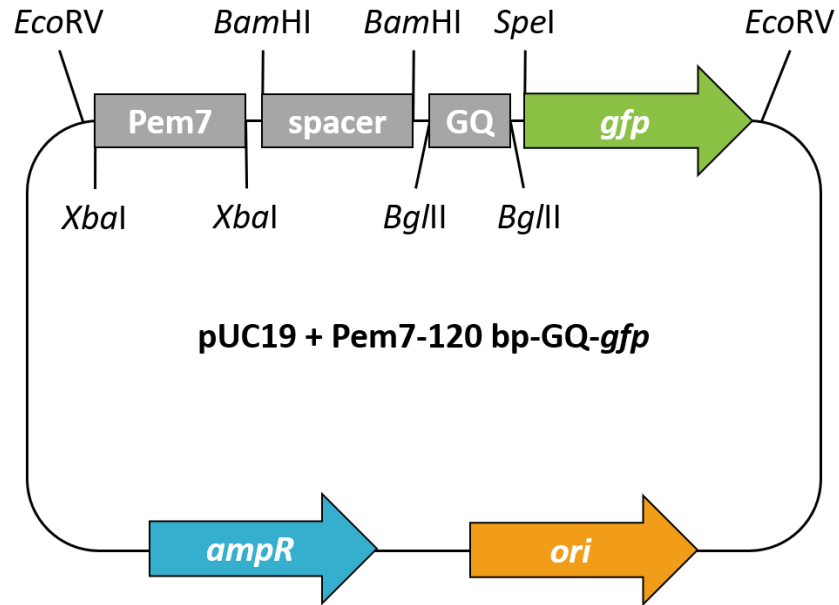 EcoRV BamHI BamHI SpeI EcoRV
Pem7 spacer GQ gfp
XbaI XbaI BglII BglII
pUC19 + Pem7-120 bp-GQ-gfp
ampR ori